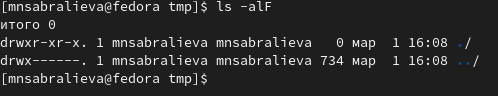 [mnsabralieva@fedora tmp]$ ls -alF
итого 0
drwxr-xr-x. 1 mnsabralieva mnsabralieva   0 мар  1 16:08 ./
drwx------. 1 mnsabralieva mnsabralieva 734 мар  1 16:08 ../
[mnsabralieva@fedora tmp]$